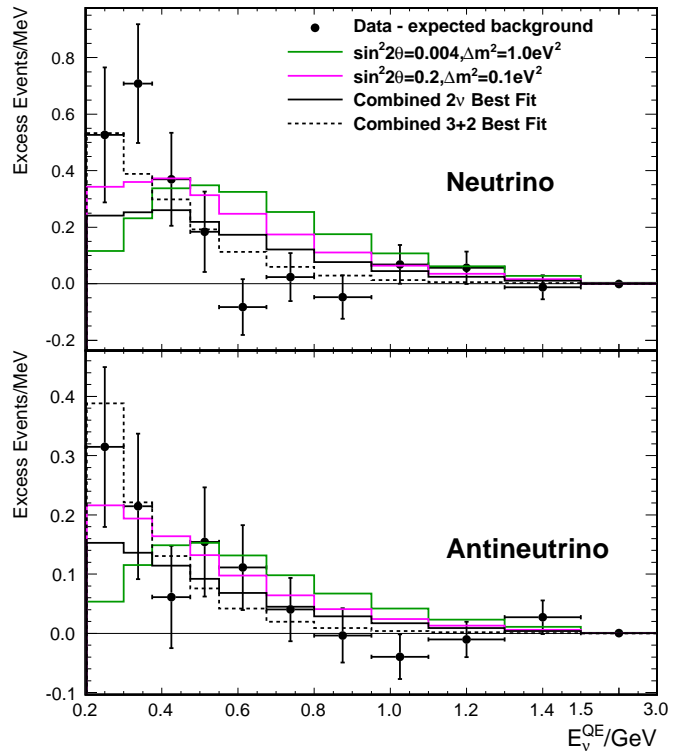 Data - expected background
sin²2θ=0.004,Δm²=1.0eV²
sin²2θ=0.2,Δm²=0.1eV²
Combined 2ν Best Fit
Combined 3+2 Best Fit
Excess Events/MeV
0.8
0.6
0.4
0.2
0.0
-0.2
Neutrino
Excess Events/MeV
0.4
0.3
0.2
0.1
0.0
-0.1
Antineutrino
0.2 0.4 0.6 0.8 1.0 1.2 1.4 1.5 3.0
E_ν^QE/GeV